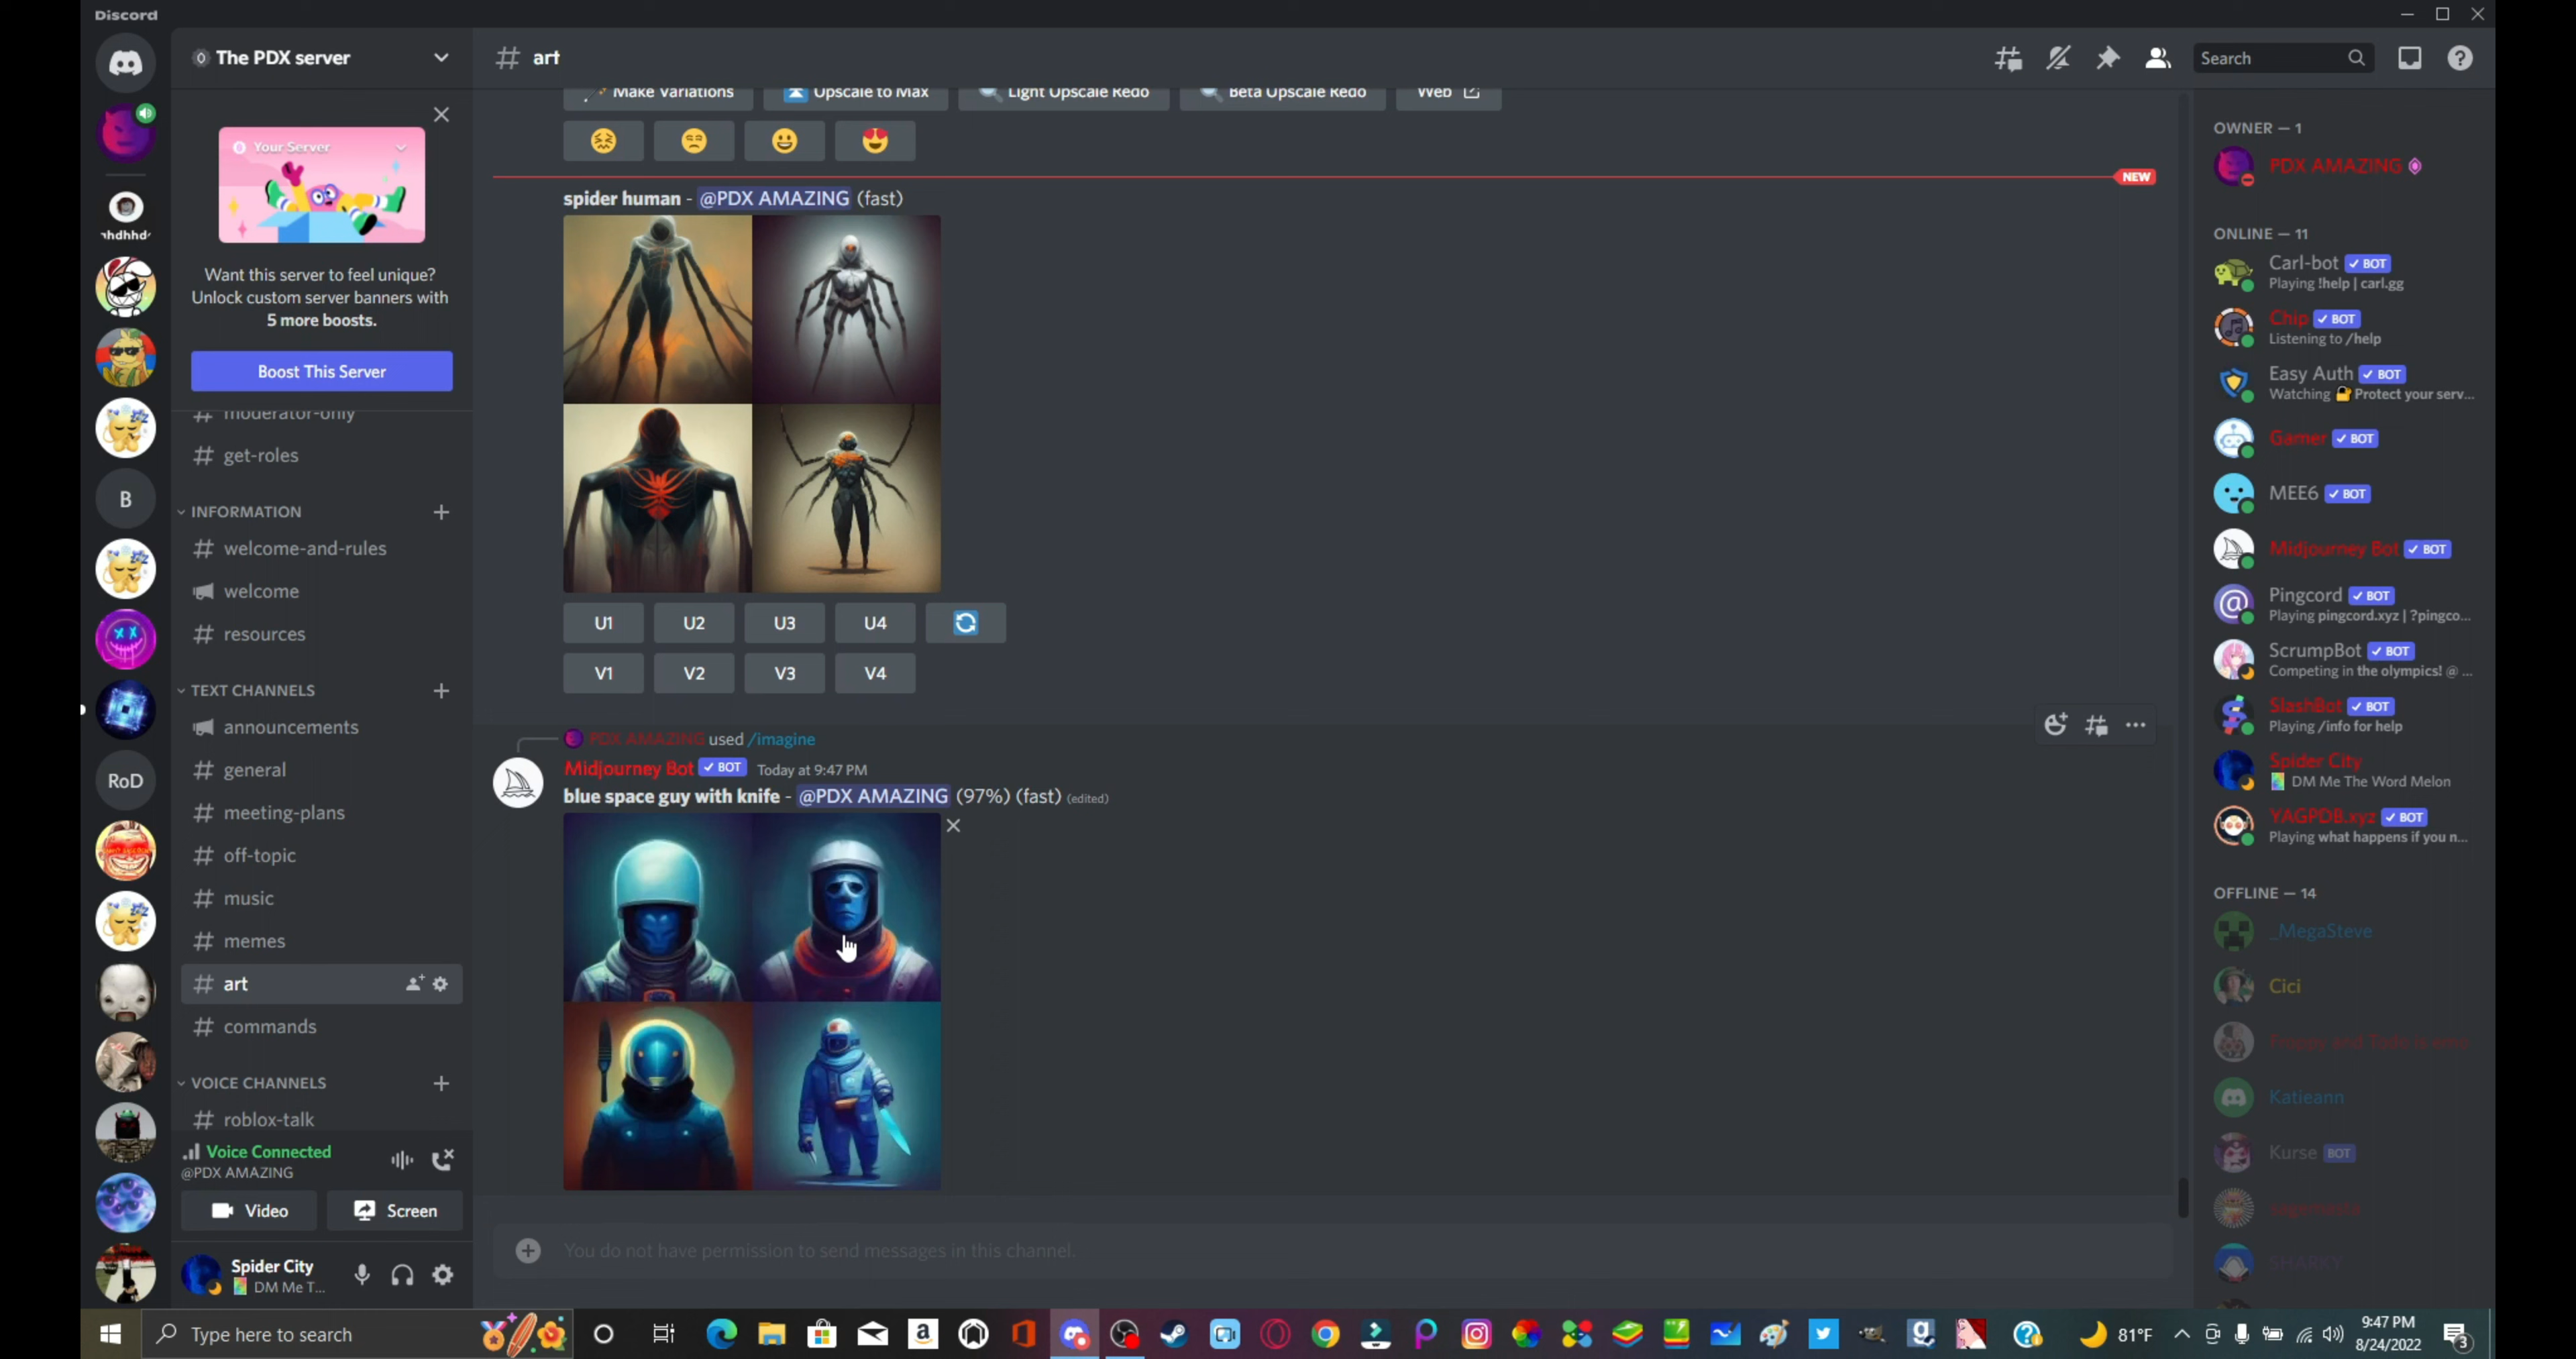 Discord
The PDX server
Your Server
Want this server to feel unique?
Unlock custom server banners with
5 more boosts.
Boost This Server
moderator-only
get-roles
INFORMATION
welcome-and-rules
welcome
resources
TEXT CHANNELS
announcements
general
meeting-plans
off-topic
music
memes
art
commands
VOICE CHANNELS
roblox-talk
Voice Connected
@PDX AMAZING
Video Screen
Spider City
DM Me T...
B
RoD
art
Search
Make Variations Upscale to Max Light Upscale Redo Beta Upscale Redo Web
NEW
spider human - @PDX AMAZING (fast)
U1 U2 U3 U4
V1 V2 V3 V4
PDX AMAZING used /imagine
Midjourney Bot BOT Today at 9:47 PM
blue space guy with knife - @PDX AMAZING (97%) (fast) (edited)
You do not have permission to send messages in this channel.
OWNER — 1
PDX AMAZING
ONLINE — 11
Carl-bot BOT
Playing !help | carl.gg
Chip BOT
Listening to /help
Easy Auth BOT
Watching Protect your serv...
Gamer BOT
MEE6 BOT
Midjourney Bot BOT
Pingcord BOT
Playing pingcord.xyz | ?pingco...
ScrumpBot BOT
Competing in the olympics! @ ...
SlashBot BOT
Playing /info for help
Spider City
DM Me The Word Melon
YAGPDB.xyz BOT
Playing what happens if you n...
OFFLINE — 14
_MegaSteve
Cici
Katieann
Kurse BOT
SHARXY
Type here to search
81°F
9:47 PM
8/24/2022
3